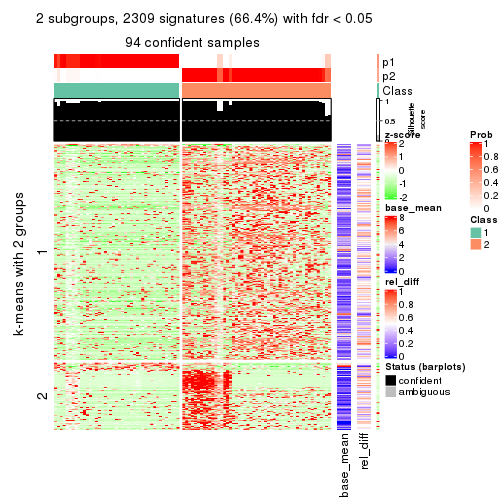 2 subgroups, 2309 signatures (66.4%) with fdr < 0.05
94 confident samples
p1
p2
Class
1
0.5
0
Silhouette
score
k-means with 2 groups
1
2
base_mean
rel_diff
z-score
2
1
0
-1
-2
base_mean
8
6
4
2
0
rel_diff
1
0.8
0.6
0.4
0.2
0
Status (barplots)
confident
ambiguous
Prob
1
0.8
0.6
0.4
0.2
0
Class
1
2